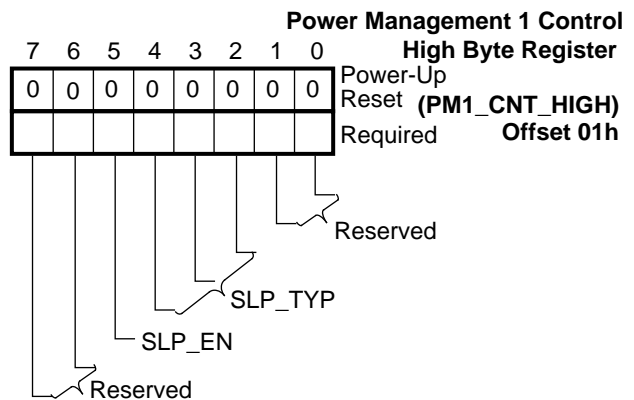 Power Management 1 Control
High Byte Register
7 6 5 4 3 2 1 0
Power-Up
0 0 0 0 0 0 0 0 Reset (PM1_CNT_HIGH)
Required Offset 01h
Reserved
SLP_TYP
SLP_EN
Reserved